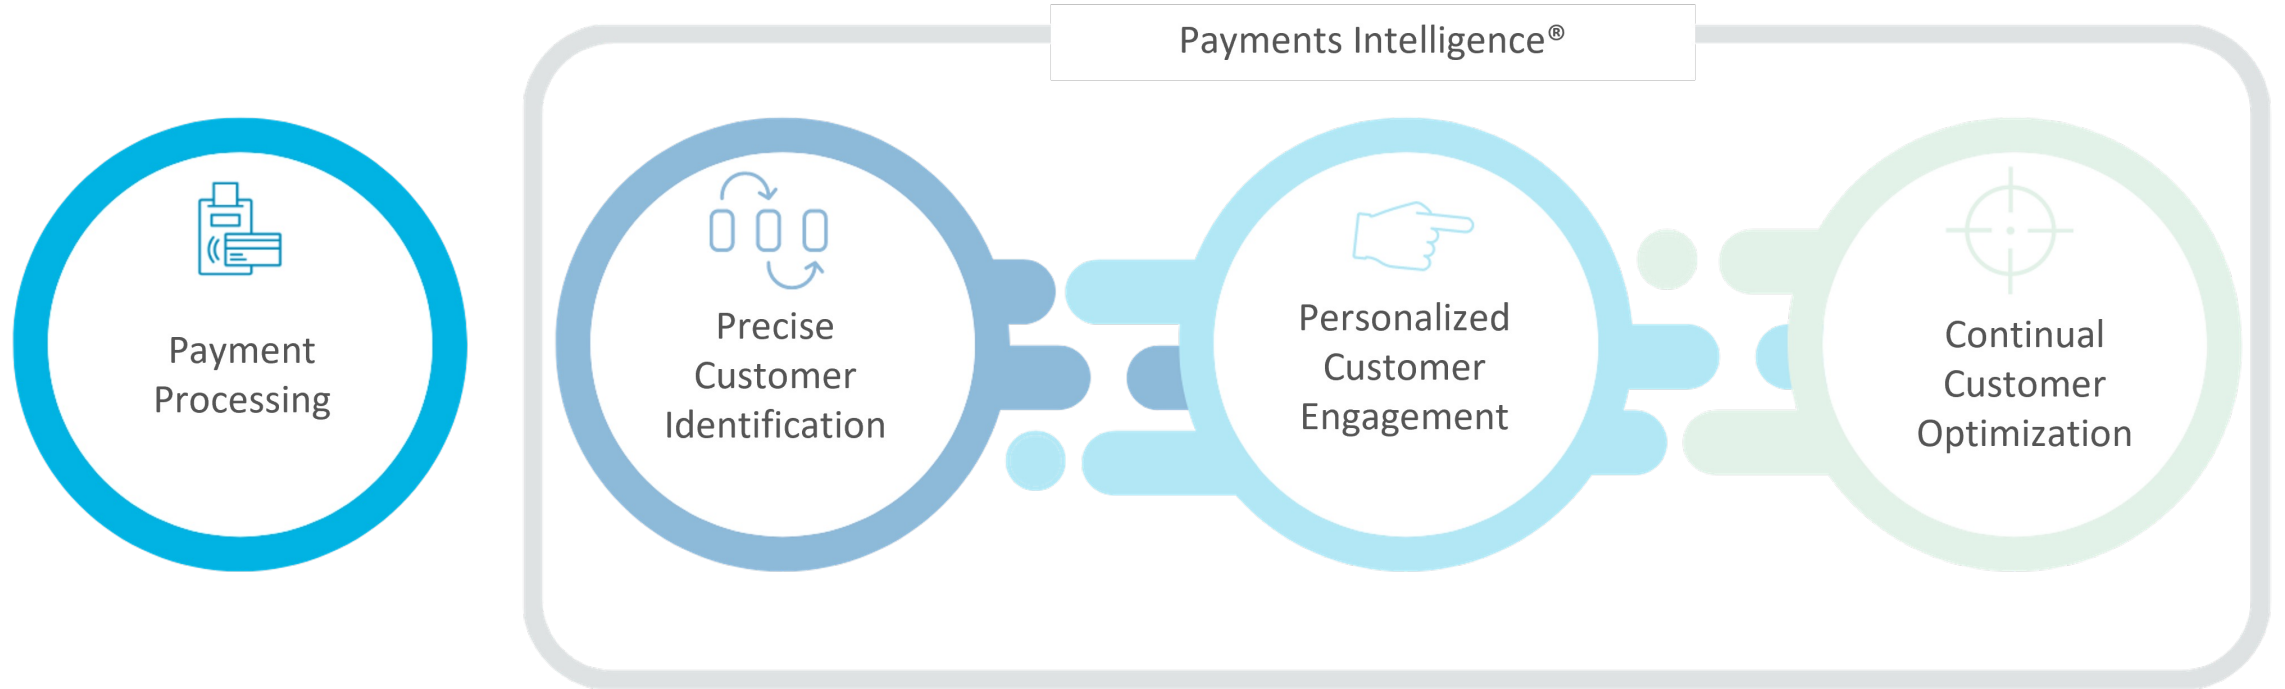 Payments Intelligence®
Payment
Processing
Precise
Customer
Identification
Personalized
Customer
Engagement
Continual
Customer
Optimization